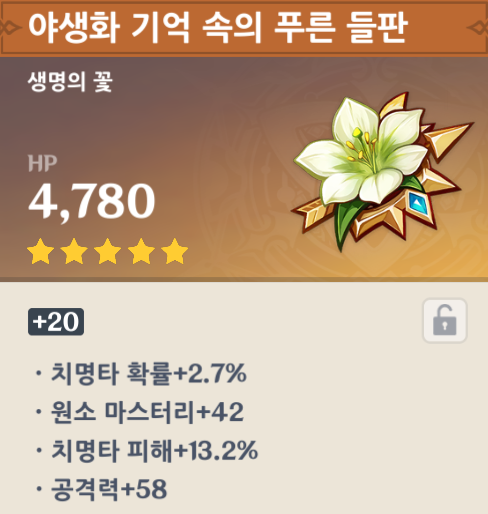 야생화 기억 속의 푸른 들판
생명의 꽃
HP
4,780
+20
· 치명타 확률+2.7%
· 원소 마스터리+42
· 치명타 피해+13.2%
· 공격력+58